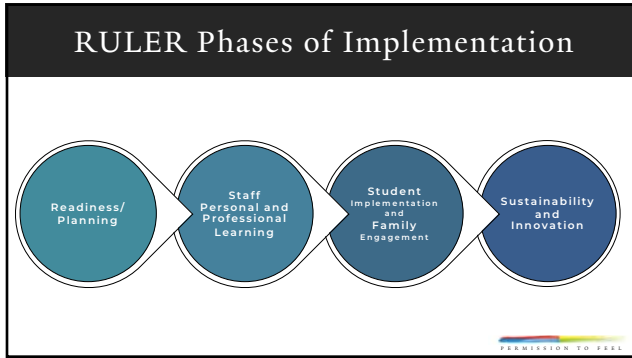 RULER Phases of Implementation
Readiness/
Planning
Staff
Personal and
Professional
Learning
Student
Implementation
and
Family
Engagement
Sustainability
and
Innovation
PERMISSION TO FEEL